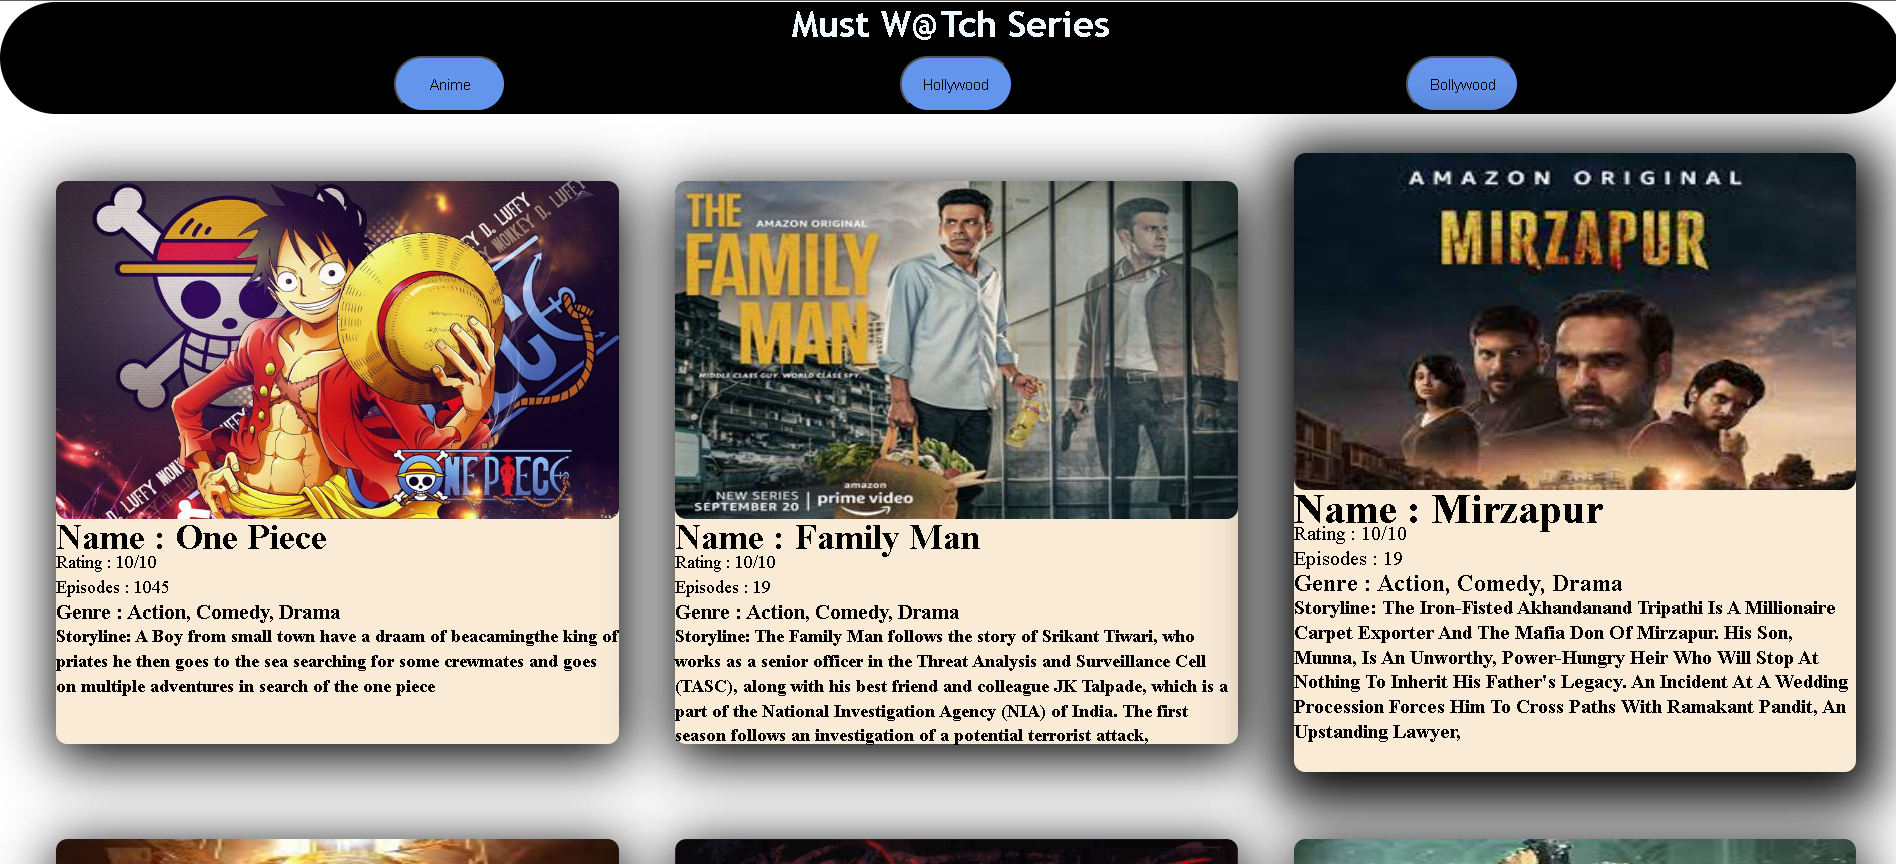 Must W@Tch Series
Anime
Hollywood
Bollywood
Y D. LUFFY
MONKEY D. LUFFY
D. LUFFY MONK
ONE PIECE
Name : One Piece
Rating : 10/10
Episodes : 1045
Genre : Action, Comedy, Drama
Storyline: A Boy from small town have a draam of beacamingthe king of
priates he then goes to the sea searching for some crewmates and goes
on multiple adventures in search of the one piece
THE
AMAZON ORIGINAL
FAMILY
MAN
MIDDLE CLASS GUY. WORLD CLASS SPY.
NEW SERIES
SEPTEMBER 20
amazon
prime video
Name : Family Man
Rating : 10/10
Episodes : 19
Genre : Action, Comedy, Drama
Storyline: The Family Man follows the story of Srikant Tiwari, who
works as a senior officer in the Threat Analysis and Surveillance Cell
(TASC), along with his best friend and colleague JK Talpade, which is a
part of the National Investigation Agency (NIA) of India. The first
season follows an investigation of a potential terrorist attack,
AMAZON ORIGINAL
MIRZAPUR
Name : Mirzapur
Rating : 10/10
Episodes : 19
Genre : Action, Comedy, Drama
Storyline: The Iron-Fisted Akhandanand Tripathi Is A Millionaire
Carpet Exporter And The Mafia Don Of Mirzapur. His Son,
Munna, Is An Unworthy, Power-Hungry Heir Who Will Stop At
Nothing To Inherit His Father's Legacy. An Incident At A Wedding
Procession Forces Him To Cross Paths With Ramakant Pandit, An
Upstanding Lawyer,